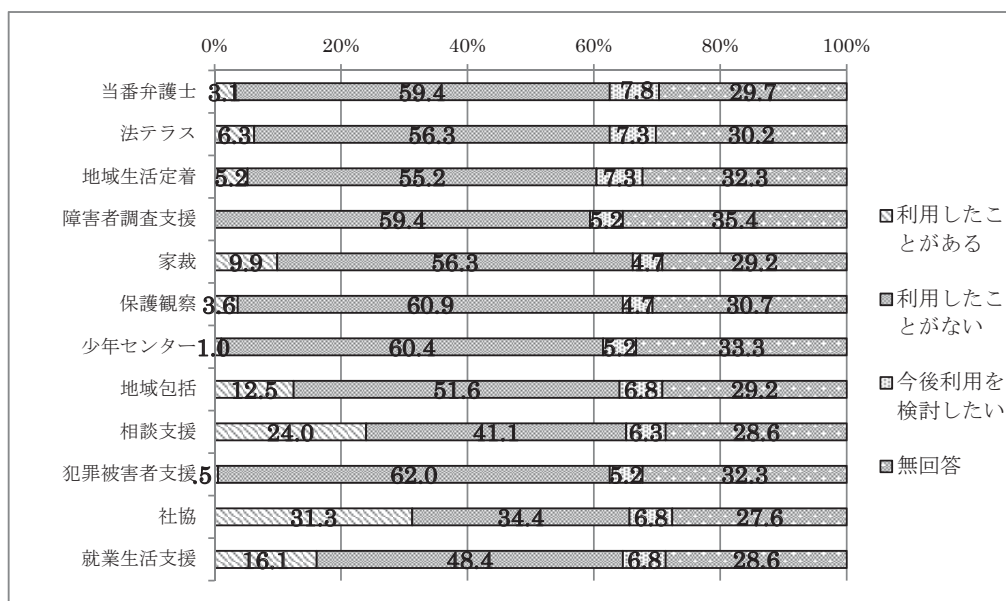 0% 20% 40% 60% 80% 100%
当番弁護士 3.1 59.4 7.8 29.7
法テラス 6.3 56.3 7.3 30.2
地域生活定着 5.2 55.2 7.3 32.3
障害者調査支援 59.4 5.2 35.4
家裁 9.9 56.3 4.7 29.2
保護観察 3.6 60.9 4.7 30.7
少年センター 1.0 60.4 5.2 33.3
地域包括 12.5 51.6 6.8 29.2
相談支援 24.0 41.1 6.3 28.6
犯罪被害者支援 .5 62.0 5.2 32.3
社協 31.3 34.4 6.8 27.6
就業生活支援 16.1 48.4 6.8 28.6
利用したこ
とがある
利用したこ
とがない
今後利用を
検討したい
無回答